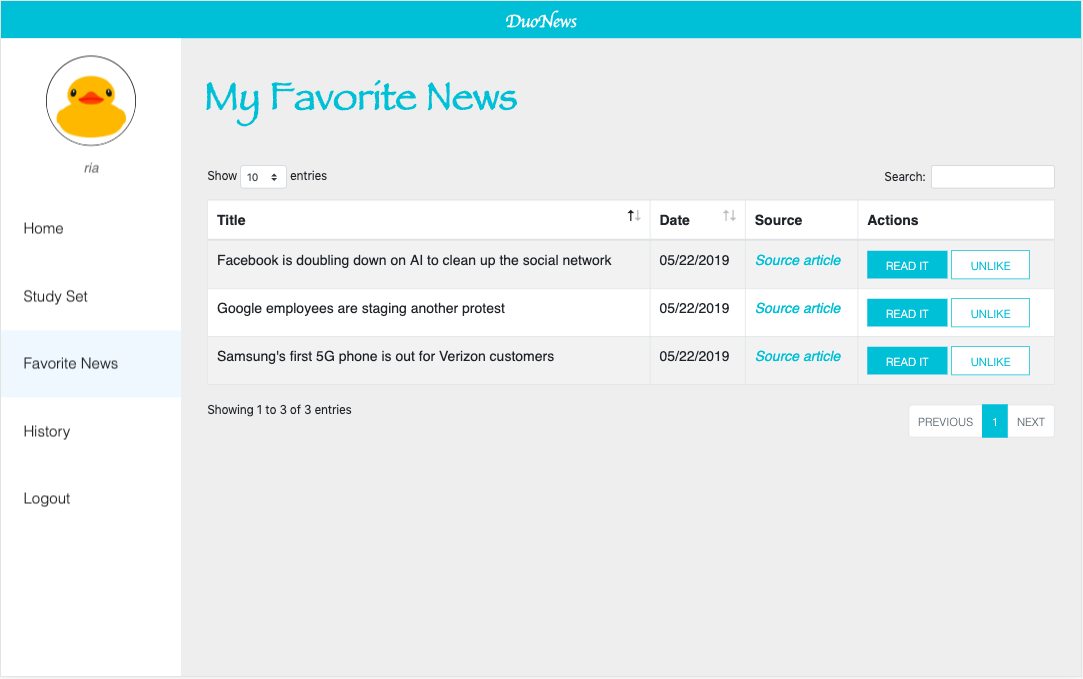 DuoNews
ria
Home
Study Set
Favorite News
History
Logout
My Favorite News
Show 10 entries
Search:
Title Date Source Actions
Facebook is doubling down on AI to clean up the social network 05/22/2019 Source article READ IT UNLIKE
Google employees are staging another protest 05/22/2019 Source article READ IT UNLIKE
Samsung's first 5G phone is out for Verizon customers 05/22/2019 Source article READ IT UNLIKE
Showing 1 to 3 of 3 entries
PREVIOUS 1 NEXT